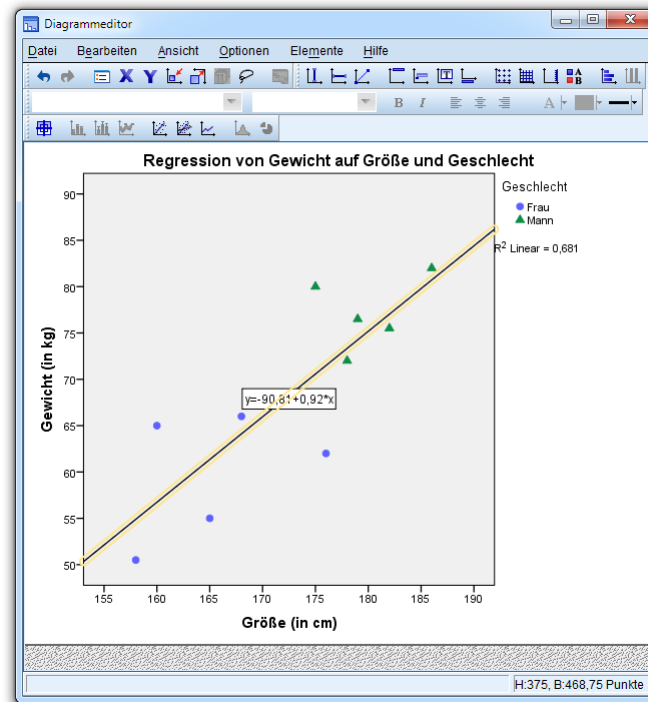 Diagrammeditor
Datei Bearbeiten Ansicht Optionen Elemente Hilfe
X Y T A B
B I A
Regression von Gewicht auf Größe und Geschlecht
Geschlecht
Frau
Mann
R2 Linear = 0,681
90
85
80
75
70
65
60
55
50
Gewicht (in kg)
y=-90,81+0,92*x
155 160 165 170 175 180 185 190
Größe (in cm)
H:375, B:468,75 Punkte